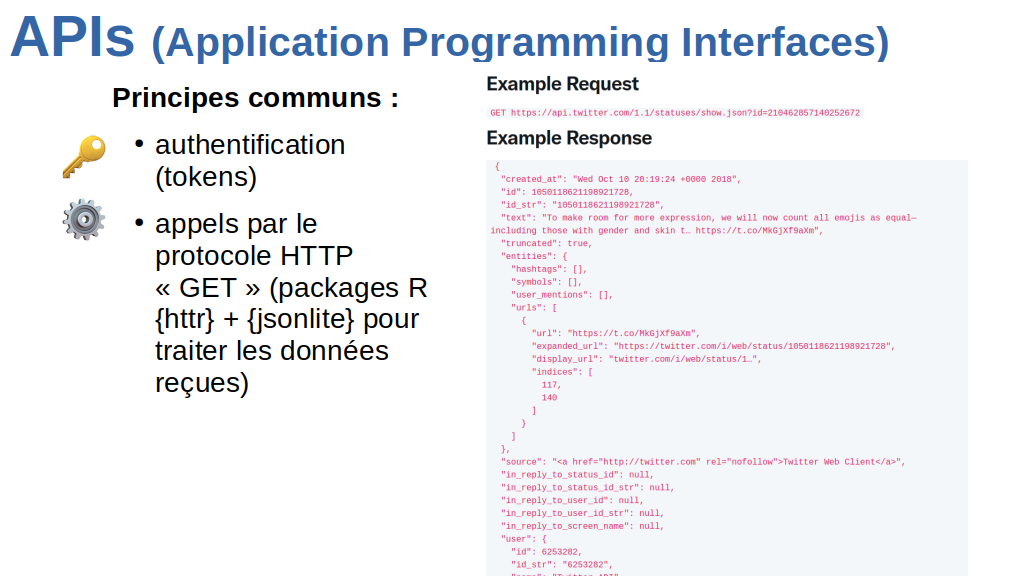 APIs (Application Programming Interfaces)
Principes communs :
• authentification
(tokens)
• appels par le
protocole HTTP
« GET » (packages R
{httr} + {jsonlite} pour
traiter les données
reçues)
Example Request
GET https://api.twitter.com/1.1/statuses/show.json?id=210462857140252672
Example Response
{
"created_at": "Wed Oct 10 20:19:24 +0000 2018",
"id": 1050118621198921728,
"id_str": "1050118621198921728",
"text": "To make room for more expression, we will now count all emojis as equal—
including those with gender and skin t… https://t.co/MkGjXf9aXm",
"truncated": true,
"entities": {
"hashtags": [],
"symbols": [],
"user_mentions": [],
"urls": [
{
"url": "https://t.co/MkGjXf9aXm",
"expanded_url": "https://twitter.com/i/web/status/1050118621198921728",
"display_url": "twitter.com/i/web/status/1…",
"indices": [
117,
140
]
}
]
},
"source": "<a href="http://twitter.com" rel="nofollow">Twitter Web Client</a>",
"in_reply_to_status_id": null,
"in_reply_to_status_id_str": null,
"in_reply_to_user_id": null,
"in_reply_to_user_id_str": null,
"in_reply_to_screen_name": null,
"user": {
"id": 6253282,
"id_str": "6253282",